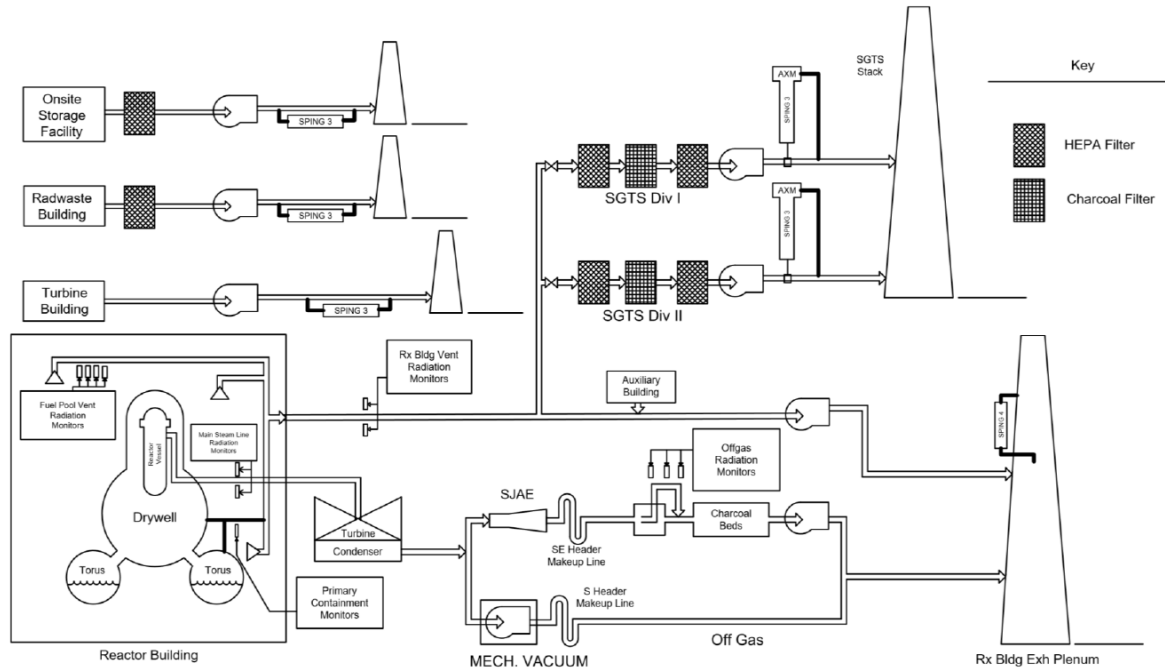 Onsite
Storage
Facility
SPING 3
Radwaste
Building
SPING 3
Turbine
Building
SPING 3
AXM
SPING 3
SGTS Div I
AXM
SPING 3
SGTS Div II
SGTS
Stack
Key
HEPA Filter
Charcoal Filter
Fuel Pool Vent
Radiation
Monitors
Reactor
Vessel
Main Steam Line
Radiation
Monitors
Drywell
Torus
Torus
Reactor Building
Rx Bldg Vent
Radiation
Monitors
Primary
Containment
Monitors
Turbine
Condenser
Auxiliary
Building
Offgas
Radiation
Monitors
SJAE
SE Header
Makeup Line
Charcoal
Beds
S Header
Makeup Line
MECH. VACUUM
Off Gas
SPING 4
Rx Bldg Exh Plenum